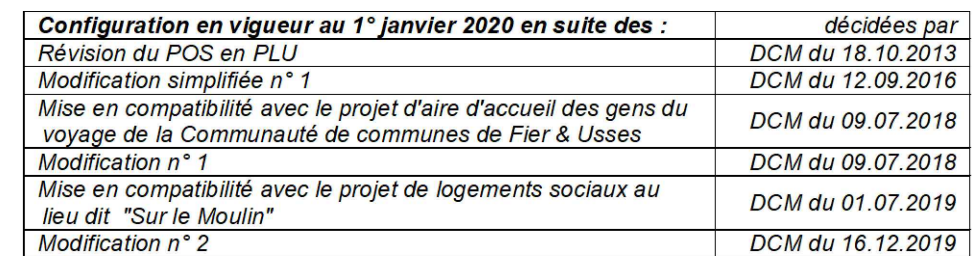 Configuration en vigueur au 1° janvier 2020 en suite des : décidées par
Révision du POS en PLU DCM du 18.10.2013
Modification simplifiée n° 1 DCM du 12.09.2016
Mise en compatibilité avec le projet d'aire d'accueil des gens du
voyage de la Communauté de communes de Fier & Usses DCM du 09.07.2018
Modification n° 1 DCM du 09.07.2018
Mise en compatibilité avec le projet de logements sociaux au
lieu dit "Sur le Moulin" DCM du 01.07.2019
Modification n° 2 DCM du 16.12.2019